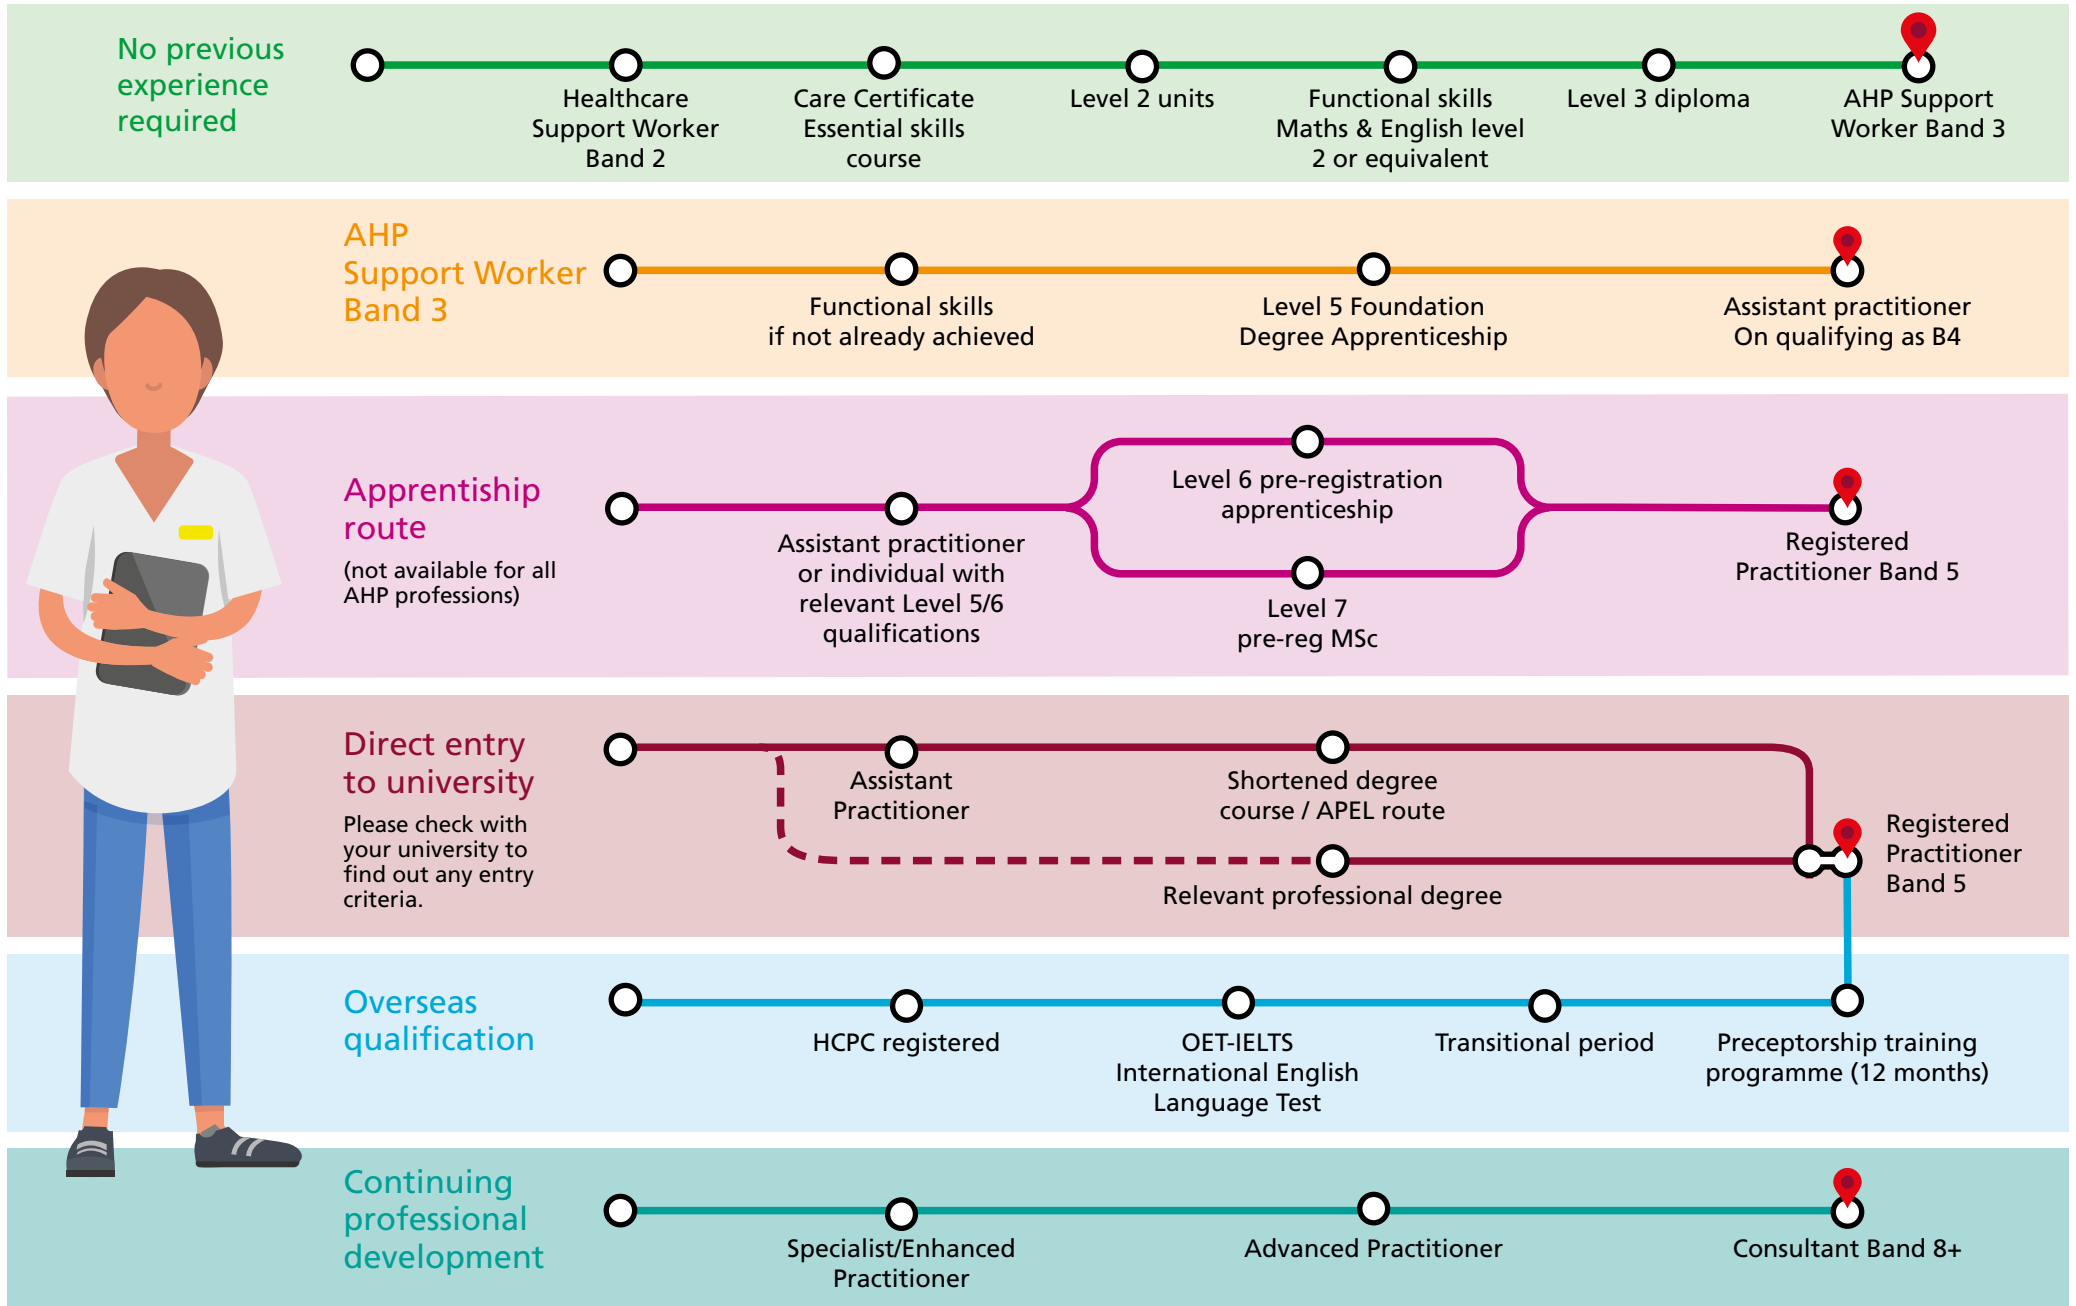 No previous
experience
required
Healthcare
Support Worker
Band 2
Care Certificate
Essential skills
course
Level 2 units
Functional skills
Maths & English level
2 or equivalent
Level 3 diploma
AHP Support
Worker Band 3
AHP
Support Worker
Band 3
Functional skills
if not already achieved
Level 5 Foundation
Degree Apprenticeship
Assistant practitioner
On qualifying as B4
Apprentiship
route
(not available for all
AHP professions)
Assistant practitioner
or individual with
relevant Level 5/6
qualifications
Level 6 pre-registration
apprenticeship
Level 7
pre-reg MSc
Registered
Practitioner Band 5
Direct entry
to university
Please check with
your university to
find out any entry
criteria.
Assistant
Practitioner
Shortened degree
course / APEL route
Relevant professional degree
Registered
Practitioner
Band 5
Overseas
qualification
HCPC registered
OET-IELTS
International English
Language Test
Transitional period
Preceptorship training
programme (12 months)
Continuing
professional
development
Specialist/Enhanced
Practitioner
Advanced Practitioner
Consultant Band 8+